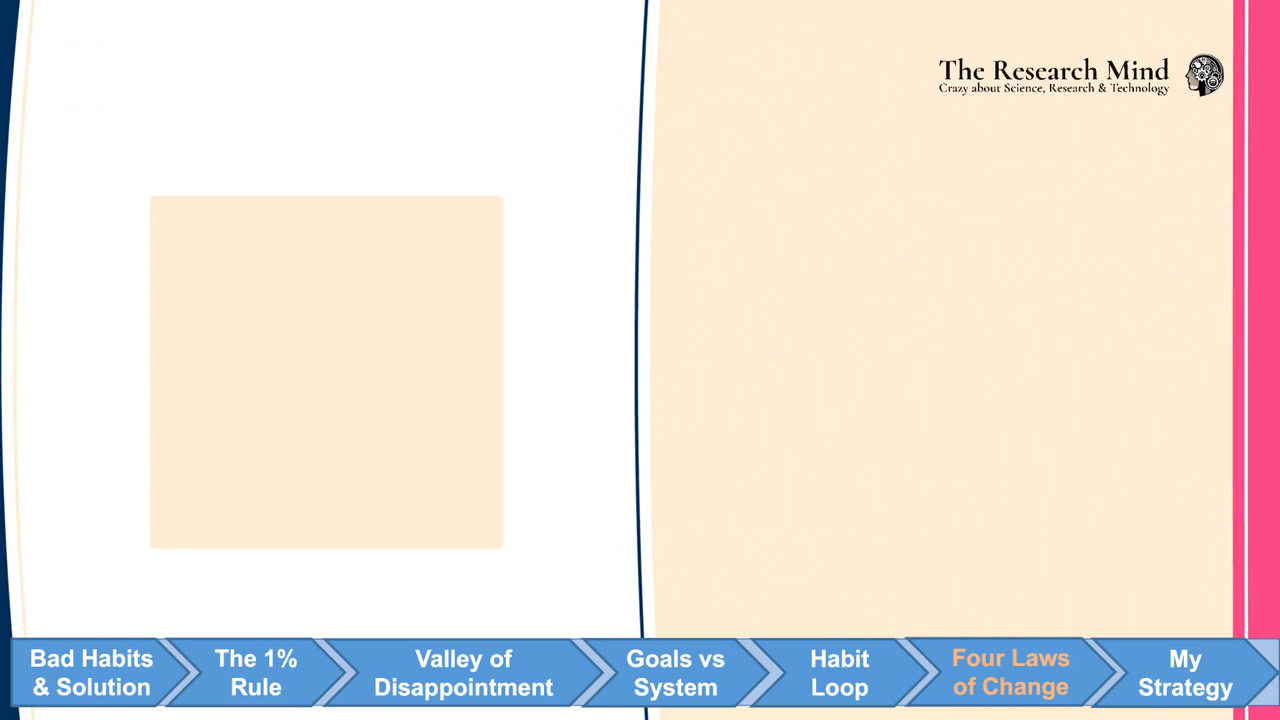 The Research Mind
Crazy about Science, Research & Technology
Bad Habits
& Solution
The 1%
Rule
Valley of
Disappointment
Goals vs
System
Habit
Loop
Four Laws
of Change
My
Strategy